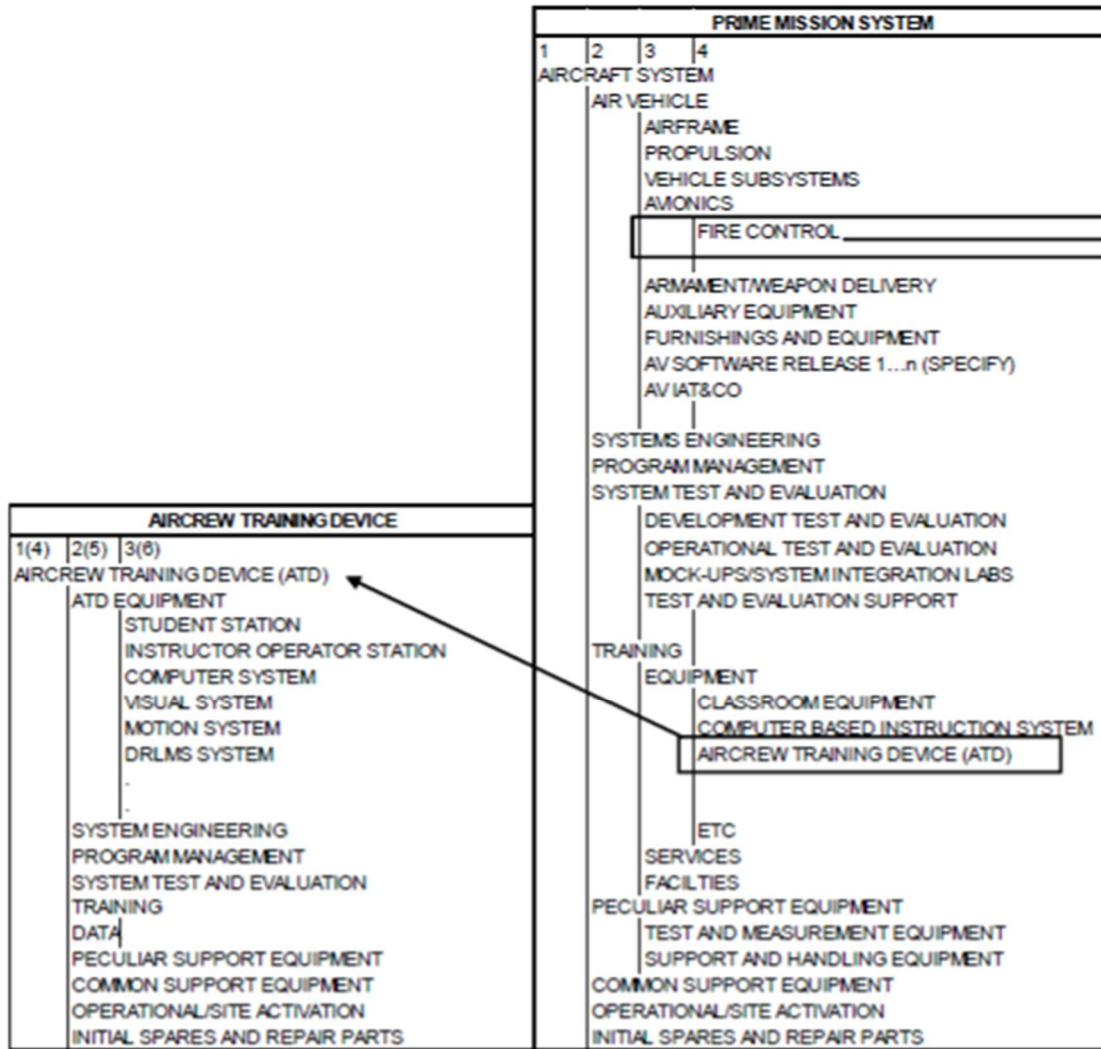 PRIME MISSION SYSTEM
1 2 3 4
AIRCRAFT SYSTEM
AIR VEHICLE
AIRFRAME
PROPULSION
VEHICLE SUBSYSTEMS
AVIONICS
FIRE CONTROL
ARMAMENT/WEAPON DELIVERY
AUXILIARY EQUIPMENT
FURNISHINGS AND EQUIPMENT
AV SOFTWARE RELEASE 1...n (SPECIFY)
AV IAT&CO
SYSTEMS ENGINEERING
PROGRAM MANAGEMENT
SYSTEM TEST AND EVALUATION
DEVELOPMENT TEST AND EVALUATION
OPERATIONAL TEST AND EVALUATION
MOCK-UPS/SYSTEM INTEGRATION LABS
TEST AND EVALUATION SUPPORT
TRAINING
EQUIPMENT
CLASSROOM EQUIPMENT
COMPUTER BASED INSTRUCTION SYSTEM
AIRCREW TRAINING DEVICE (ATD)
ETC
SERVICES
FACILTIES
PECULIAR SUPPORT EQUIPMENT
TEST AND MEASUREMENT EQUIPMENT
SUPPORT AND HANDLING EQUIPMENT
COMMON SUPPORT EQUIPMENT
OPERATIONAL/SITE ACTIVATION
INITIAL SPARES AND REPAIR PARTS
AIRCREW TRAINING DEVICE
1(4) 2(5) 3(6)
AIRCREW TRAINING DEVICE (ATD)
ATD EQUIPMENT
STUDENT STATION
INSTRUCTOR OPERATOR STATION
COMPUTER SYSTEM
VISUAL SYSTEM
MOTION SYSTEM
DRLMS SYSTEM
.
.
SYSTEM ENGINEERING
PROGRAM MANAGEMENT
SYSTEM TEST AND EVALUATION
TRAINING
DATA
PECULIAR SUPPORT EQUIPMENT
COMMON SUPPORT EQUIPMENT
OPERATIONAL/SITE ACTIVATION
INITIAL SPARES AND REPAIR PARTS